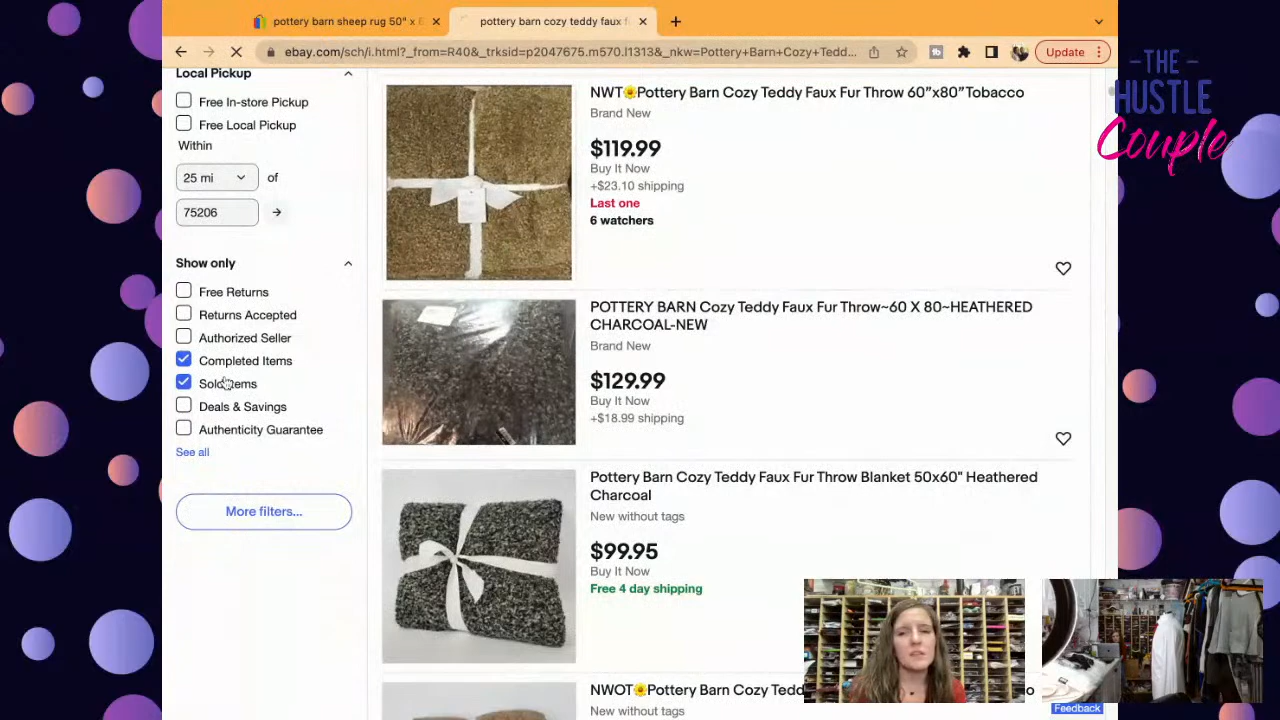 pottery barn sheep rug 50" x 6
pottery barn cozy teddy faux f
ebay.com/sch/i.html?_from=R40&_trksid=p2047675.m570.l1313&_nkw=Pottery+Barn+Cozy+Tedd...
Update
-THE-
HUSTLE
Couple
Local Pickup
Free In-store Pickup
Free Local Pickup
Within
25 mi
of
75206
Show only
Free Returns
Returns Accepted
Authorized Seller
Completed Items
Sold Items
Deals & Savings
Authenticity Guarantee
See all
More filters...
NWT🌻Pottery Barn Cozy Teddy Faux Fur Throw 60”x80”Tobacco
Brand New
$119.99
Buy It Now
+$23.10 shipping
Last one
6 watchers
POTTERY BARN Cozy Teddy Faux Fur Throw~60 X 80~HEATHERED
CHARCOAL-NEW
Brand New
$129.99
Buy It Now
+$18.99 shipping
Pottery Barn Cozy Teddy Faux Fur Throw Blanket 50x60" Heathered
Charcoal
New without tags
$99.95
Buy It Now
Free 4 day shipping
NWOT🌻Pottery Barn Cozy Tedd
New without tags
Feedback